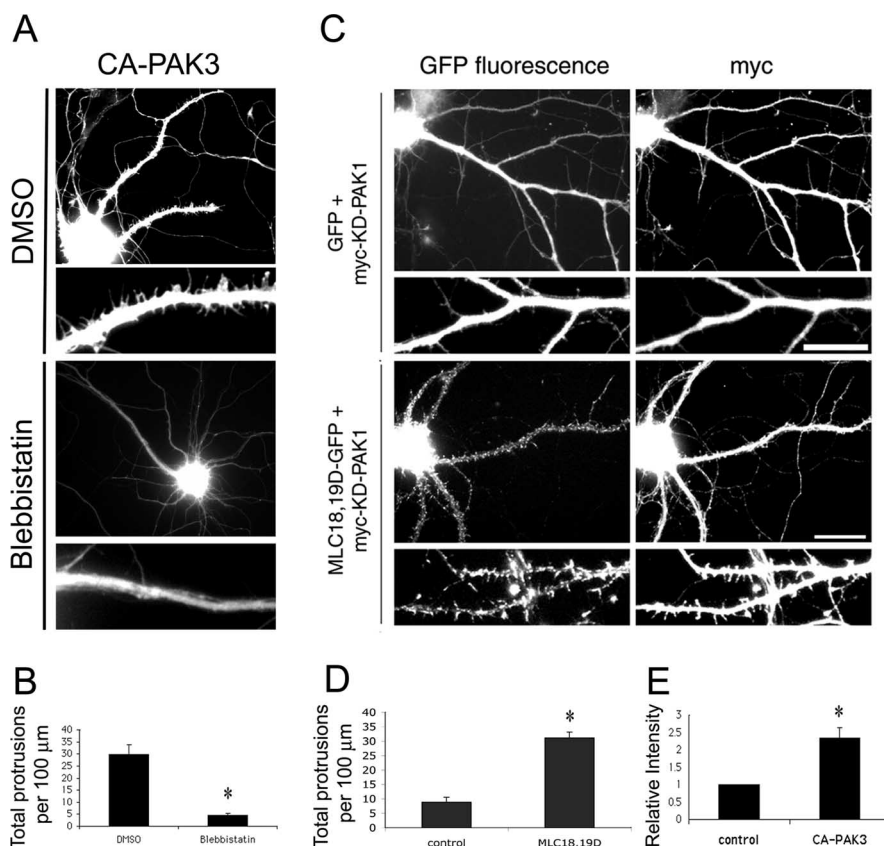 A
CA-PAK3
DMSO
Blebbistatin
C
GFP fluorescence
myc
GFP +
myc-KD-PAK1
MLC18,19D-GFP +
myc-KD-PAK1
B
Total protrusions
per 100 μm
40
35
30
25
20
15
10
5
0
*
DMSO
Blebbistatin
D
Total protrusions
per 100 μm
40
35
30
25
20
15
10
5
0
*
control
MLC18,19D
E
Relative Intensity
3
2.5
2
1.5
1
0.5
*
control
CA-PAK3